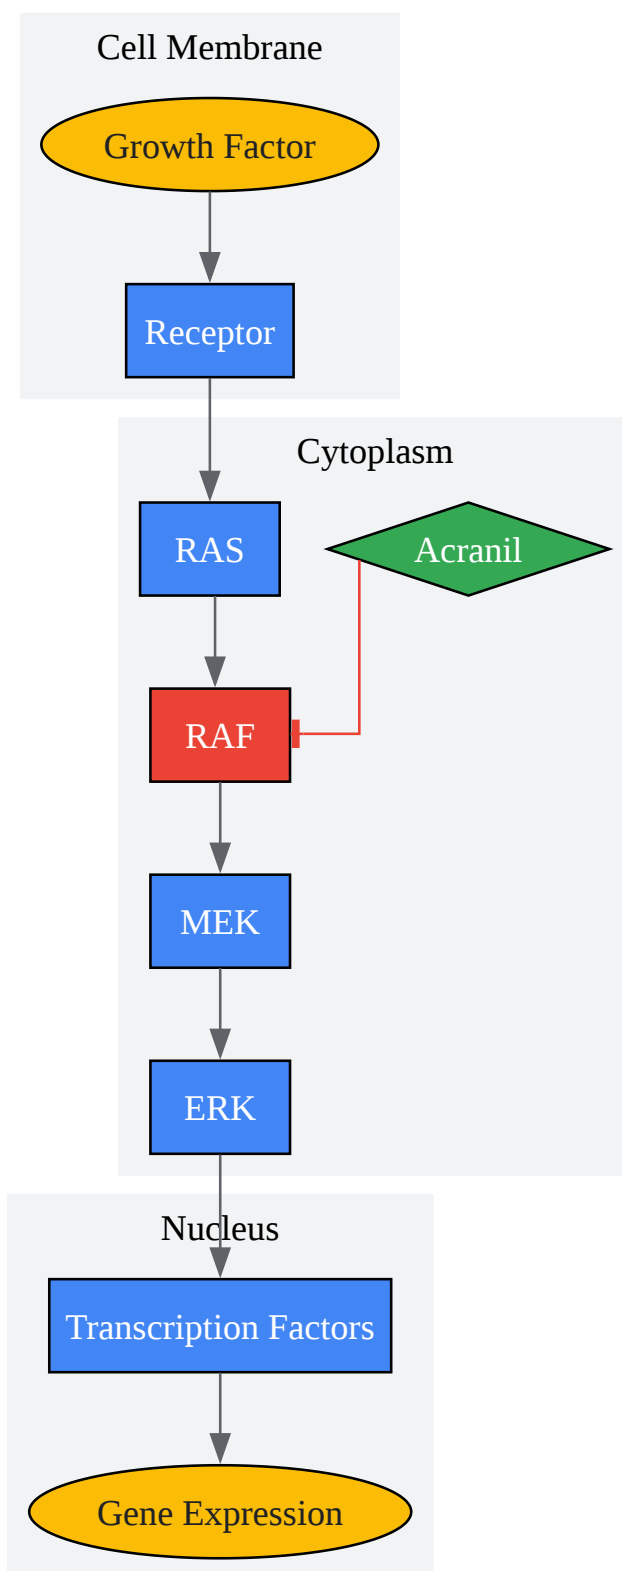 Cell Membrane
Growth Factor
Receptor
Cytoplasm
RAS
Acranil
RAF
MEK
ERK
Nucleus
Transcription Factors
Gene Expression